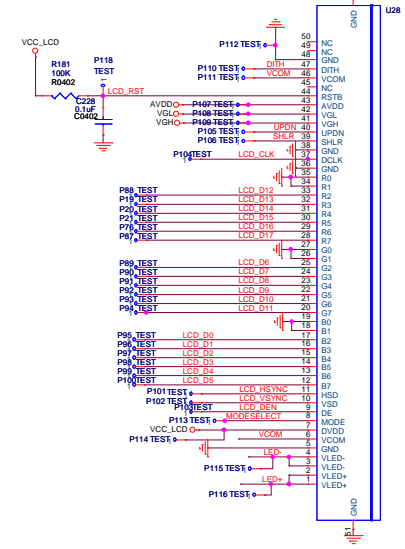 U28
GND
VCC_LCD
R181
100K
R0402
P118
TEST
LCD_RST
C228
0.1uF
C0402
P112 TEST
50 NC
49 NC
48 GND
P110 TEST DITH 47 DITH
P111 TEST VCOM 46 VCOM
45 NC
44 RSTB
AVDD P107 TEST 43 AVDD
VGL P108 TEST 42 VGL
VGH P109 TEST 41 VGH
P105 TEST UPDN 40 UPDN
P106 TEST SHLR 39 SHLR
38 GND
P104TEST LCD_CLK 37 DCLK
36 GND
35 R0
34 R1
P88 TEST LCD_D12 33 R2
P19 TEST LCD_D13 32 R3
P20 TEST LCD_D14 31 R4
P21 TEST LCD_D15 30 R5
P76 TEST LCD_D16 29 R6
P87 TEST LCD_D17 28 R7
27 G0
26 G1
P89 TEST LCD_D6 25 G2
P90 TEST LCD_D7 24 G3
P91 TEST LCD_D8 23 G4
P92 TEST LCD_D9 22 G5
P93 TEST LCD_D10 21 G6
P94 TEST LCD_D11 20 G7
19 B0
18 B1
P95 TEST LCD_D0 17 B2
P96 TEST LCD_D1 16 B3
P97 TEST LCD_D2 15 B4
P98 TEST LCD_D3 14 B5
P99 TEST LCD_D4 13 B6
P100TEST LCD_D5 12 B7
P101 TEST LCD_HSYNC 11 HSD
P102 TEST LCD_VSYNC 10 VSD
P103TEST LCD_DEN 9 DE
P113 TEST MODESELECT 8 MODE
VCC_LCD 7 DVDD
P114 TEST VCOM 6 VCOM
5 GND
LED- 4 VLED-
P115 TEST 3 VLED-
2 VLED+
LED+ 1 VLED+
P116 TEST
GND
51